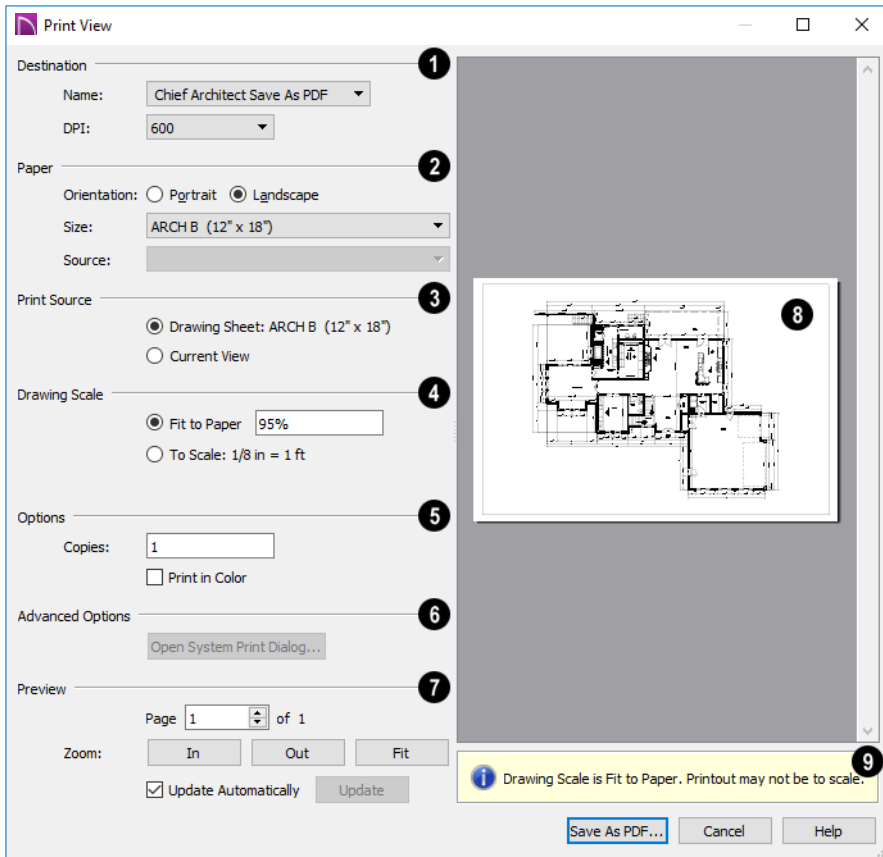 Print View
Destination 1
Name: Chief Architect Save As PDF
DPI: 600
Paper 2
Orientation: Portrait Landscape
Size: ARCH B (12" x 18")
Source:
Print Source 3
Drawing Sheet: ARCH B (12" x 18")
Current View
Drawing Scale 4
Fit to Paper 95%
To Scale: 1/8 in = 1 ft
Options 5
Copies: 1
Print in Color
Advanced Options 6
Open System Print Dialog...
Preview 7
Page 1 of 1
Zoom: In Out Fit
Update Automatically Update
8
9
Drawing Scale is Fit to Paper. Printout may not be to scale.
Save As PDF... Cancel Help